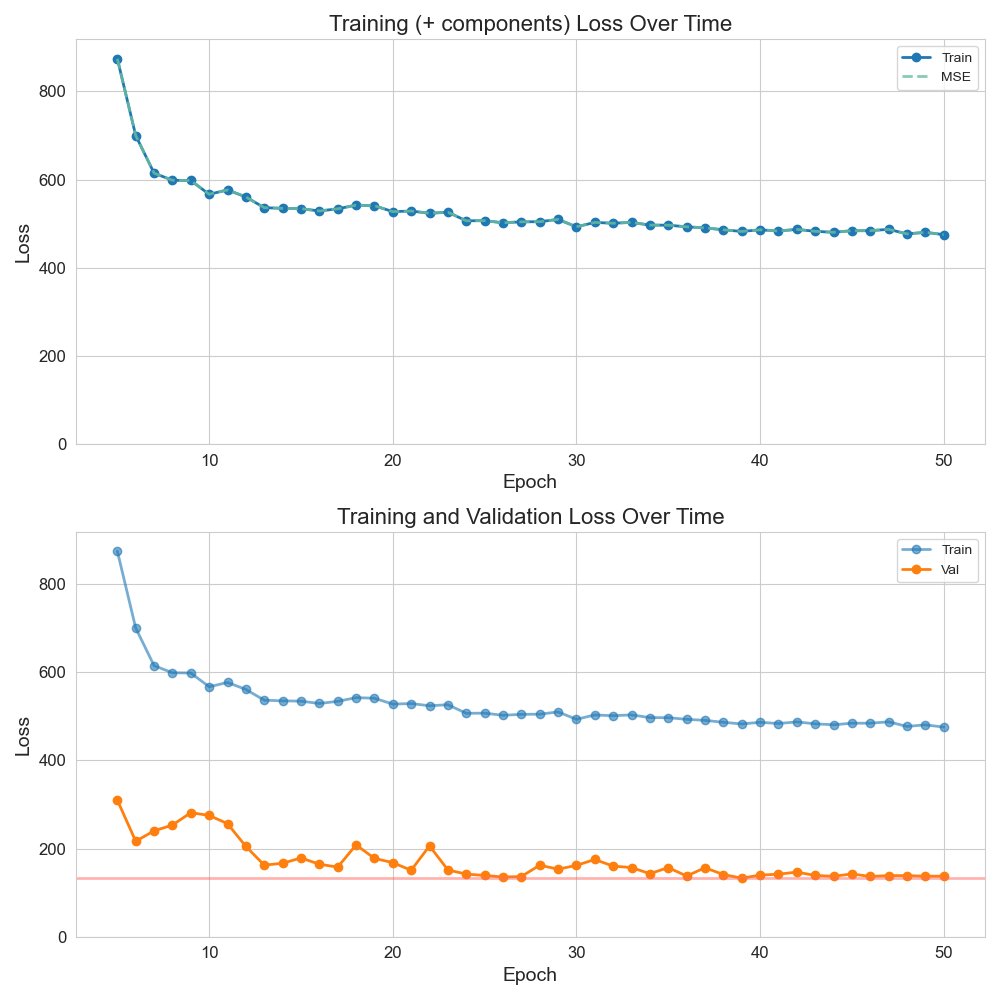 Training (+ components) Loss Over Time
Train
MSE
Loss
800
600
400
200
0
10
20
30
40
50
Epoch
Training and Validation Loss Over Time
Train
Val
Loss
800
600
400
200
0
10
20
30
40
50
Epoch